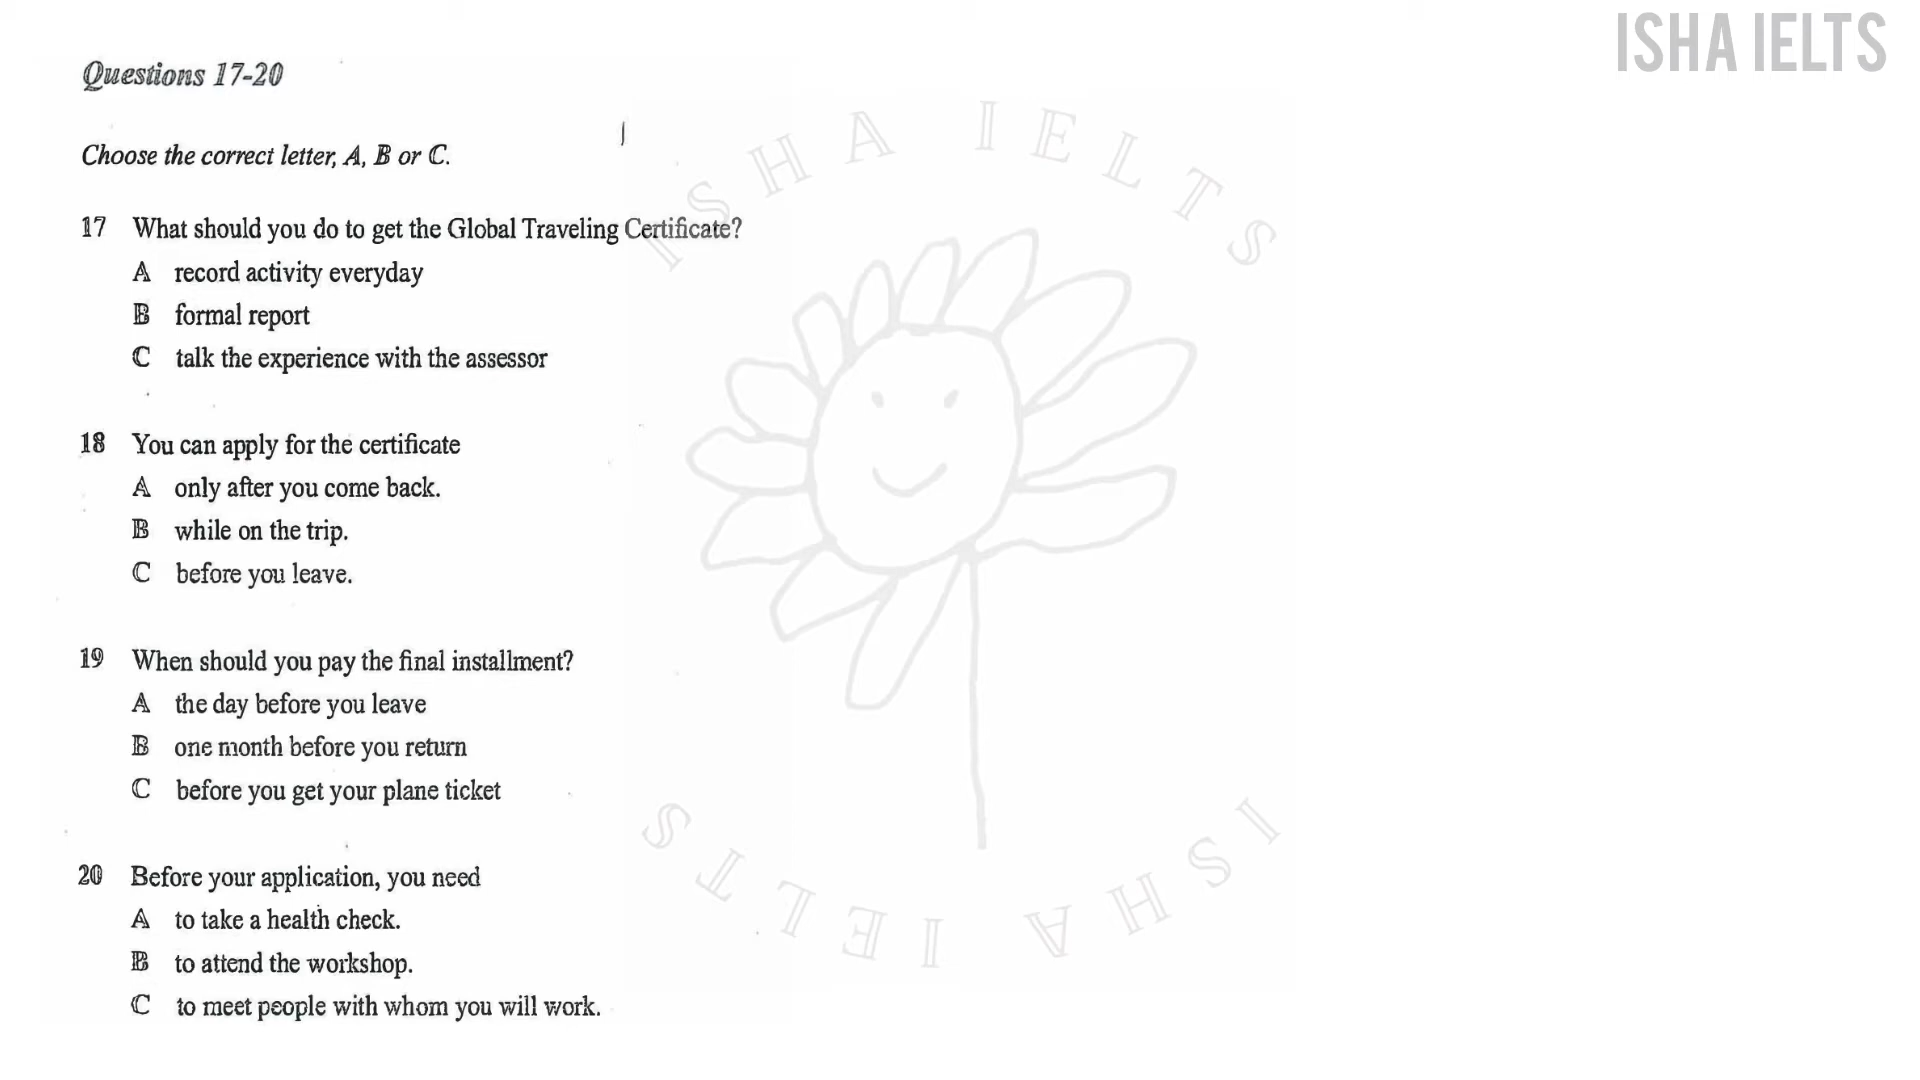 ISHA IELTS
Questions 17-20
Choose the correct letter, A, B or C.
ISHA IELTS
17 What should you do to get the Global Traveling Certificate?
A record activity everyday
B formal report
C talk the experience with the assessor
18 You can apply for the certificate
A only after you come back.
B while on the trip.
C before you leave.
19 When should you pay the final installment?
A the day before you leave
B one month before you return
C before you get your plane ticket
20 Before your application, you need
A to take a health check.
B to attend the workshop.
C to meet people with whom you will work.
ISHA IELTS